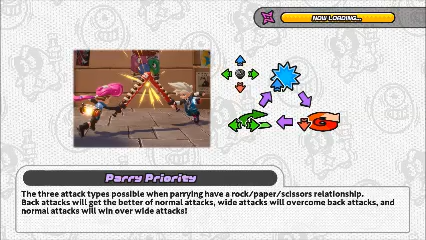 NOW LOADING...
Parry Priority
The three attack types possible when parrying have a rock/paper/scissors relationship.
Back attacks will get the better of normal attacks, wide attacks will overcome back attacks, and
normal attacks will win over wide attacks!